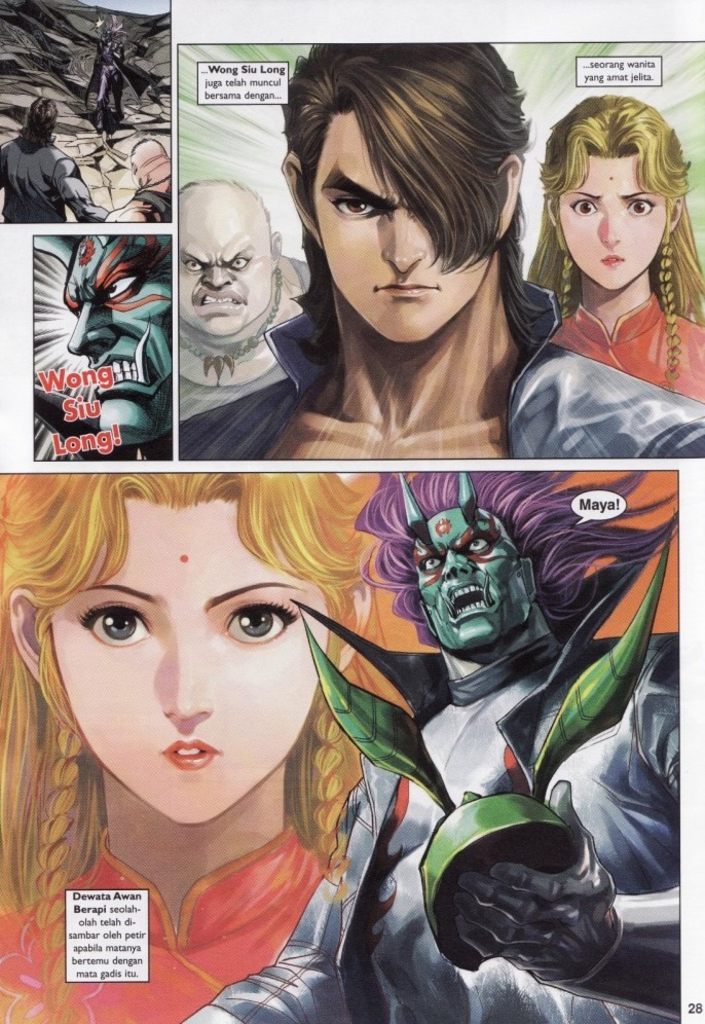 ...Wong Siu Long
juga telah muncul
bersama dengan...
...seorang wanita
yang amat jelita.
Wong
Siu
Long!
Maya!
Dewata Awan
Berapi seolah-
olah telah di-
sambar oleh petir
apabila matanya
bertemu dengan
mata gadis itu.
28